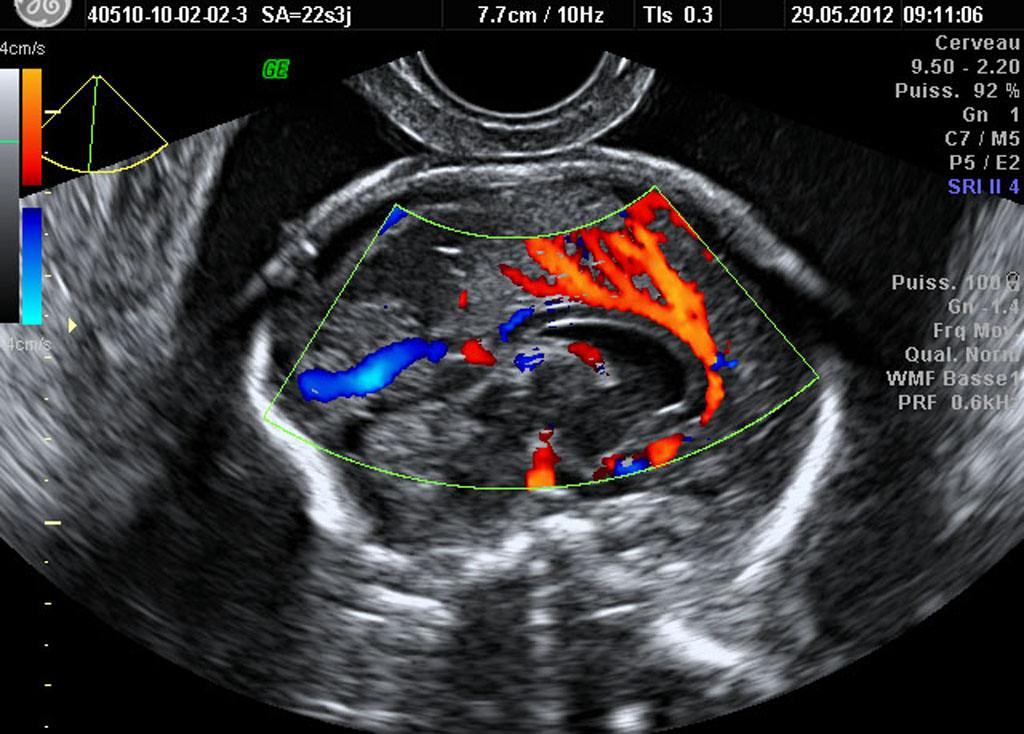 40510-10-02-02-3 SA=22s3j 7.7cm / 10Hz TIs 0.3 29.05.2012 09:11:06
4cm/s
GE
Cerveau
9.50 - 2.20
Puiss. 92 %
Gn 1
C7 / M5
P5 / E2
SRI II 4
4cm/s
Puiss. 100
Gn -1.4
Frq Moy.
Qual. Norm
WMF Basse1
PRF 0.6kHz